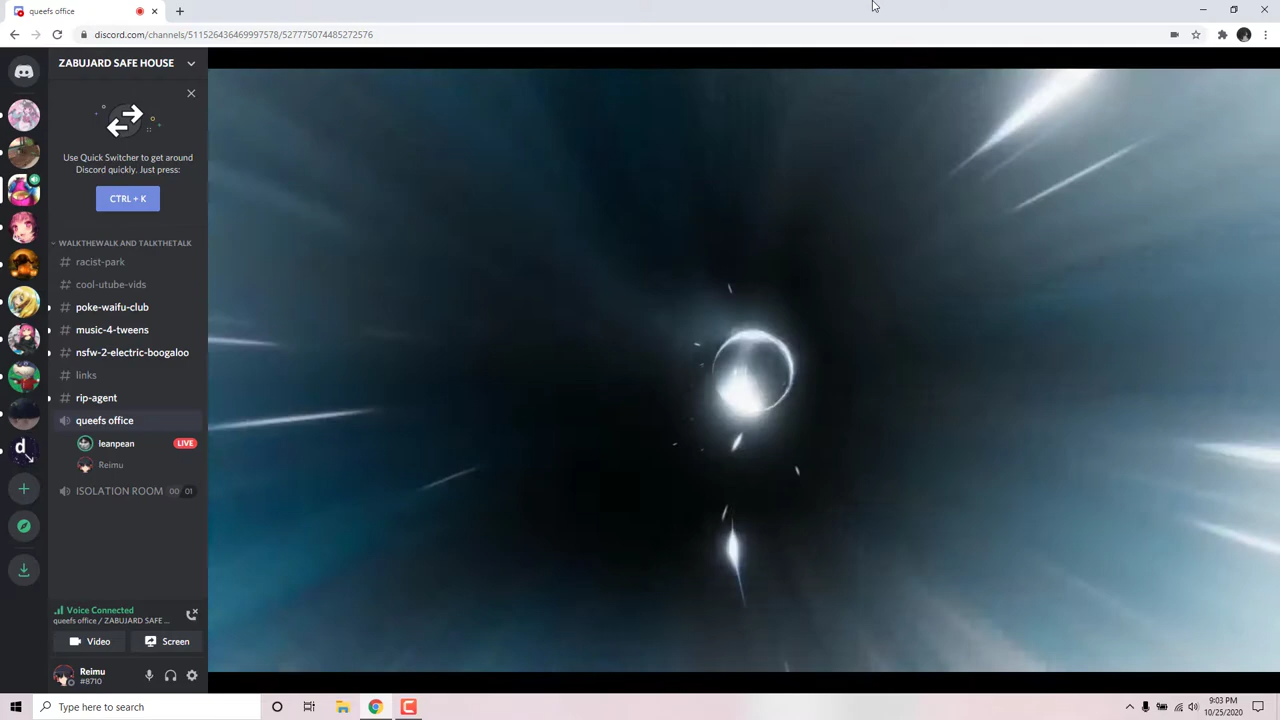 queefs office
discord.com/channels/511526436469997578/527775074485272576
ZABUJARD SAFE HOUSE
Use Quick Switcher to get around
Discord quickly. Just press:
CTRL + K
WALKTHEWALK AND TALKTHETALK
# racist-park
# cool-utube-vids
# poke-waifu-club
# music-4-tweens
# nsfw-2-electric-boogaloo
# links
# rip-agent
queefs office
leanpean LIVE
Reimu
ISOLATION ROOM 00 01
Voice Connected
queefs office / ZABUJARD SAFE ...
Video Screen
Reimu
#8710
Type here to search
9:03 PM
10/25/2020